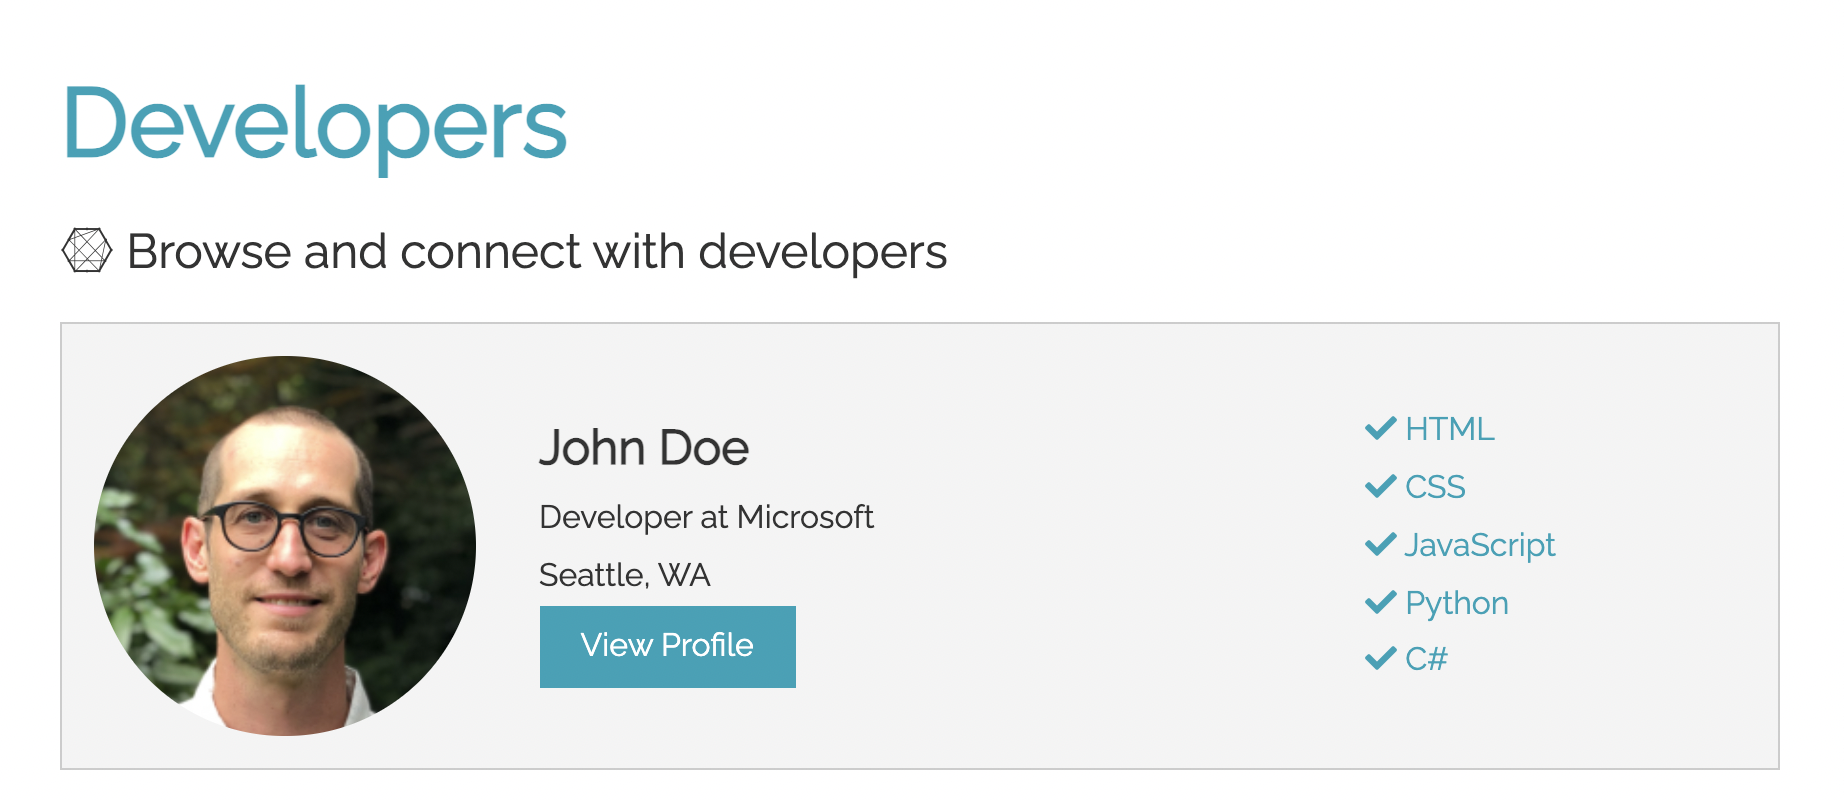 Developers
Browse and connect with developers
John Doe
Developer at Microsoft
Seattle, WA
View Profile
HTML
CSS
JavaScript
Python
C#